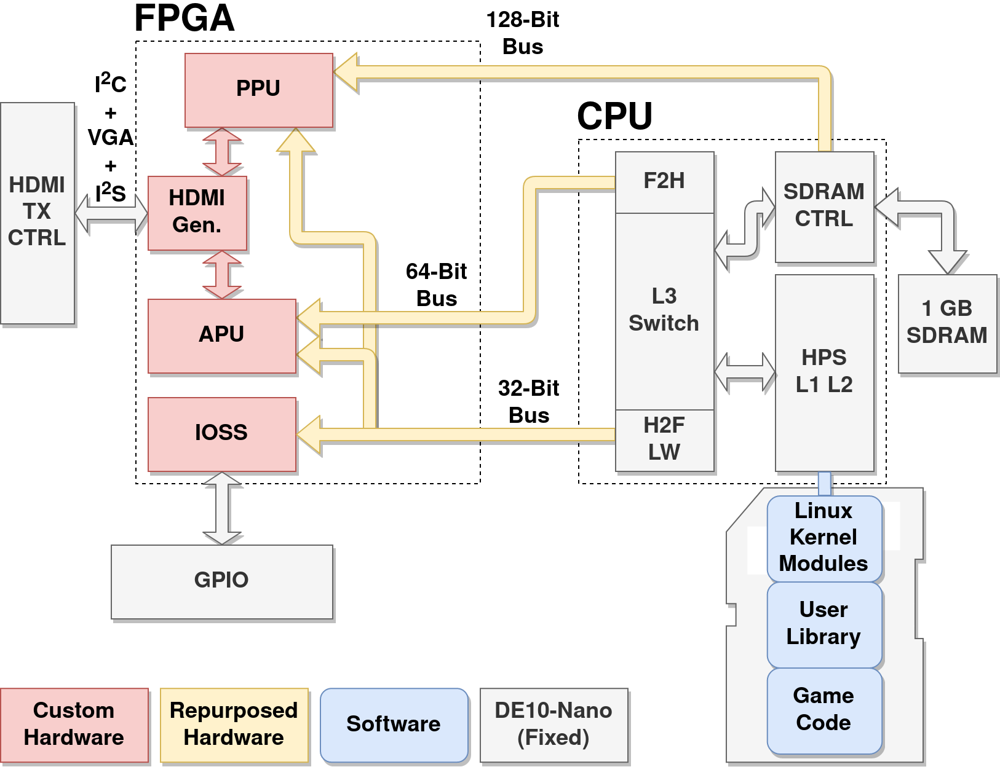 FPGA
128-Bit
Bus
PPU
I²C
+
VGA
+
I²S
CPU
HDMI
TX
CTRL
HDMI
Gen.
F2H
SDRAM
CTRL
64-Bit
Bus
L3
Switch
1 GB
SDRAM
APU
HPS
L1 L2
32-Bit
Bus
IOSS
H2F
LW
GPIO
Linux
Kernel
Modules
User
Library
Game
Code
Custom
Hardware
Repurposed
Hardware
Software
DE10-Nano
(Fixed)